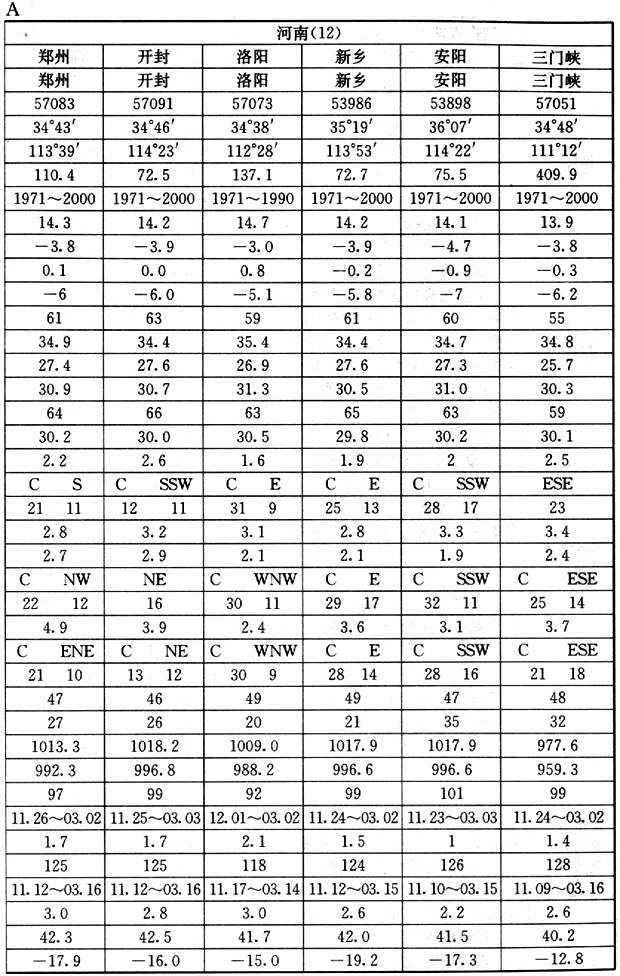 A
河南(12)
郑州 开封 洛阳 新乡 安阳 三门峡
郑州 开封 洛阳 新乡 安阳 三门峡
57083 57091 57073 53986 53898 57051
34°43′ 34°46′ 34°38′ 35°19′ 36°07′ 34°48′
113°39′ 114°23′ 112°28′ 113°53′ 114°22′ 111°12′
110.4 72.5 137.1 72.7 75.5 409.9
1971～2000 1971～2000 1971～1990 1971～2000 1971～2000 1971～2000
14.3 14.2 14.7 14.2 14.1 13.9
－3.8 －3.9 －3.0 －3.9 －4.7 －3.8
0.1 0.0 0.8 －0.2 －0.9 －0.3
－6 －6.0 －5.1 －5.8 －7 －6.2
61 63 59 61 60 55
34.9 34.4 35.4 34.4 34.7 34.8
27.4 27.6 26.9 27.6 27.3 25.7
30.9 30.7 31.3 30.5 31.0 30.3
64 66 63 65 63 59
30.2 30.0 30.5 29.8 30.2 30.1
2.2 2.6 1.6 1.9 2 2.5
C S C SSW C E C E C SSW ESE
21 11 12 11 31 9 25 13 28 17 23
2.8 3.2 3.1 2.8 3.3 3.4
2.7 2.9 2.1 2.1 1.9 2.4
C NW NE C WNW C E C SSW C ESE
22 12 16 30 11 29 17 32 11 25 14
4.9 3.9 2.4 3.6 3.1 3.7
C ENE C NE C WNW C E C SSW C ESE
21 10 13 12 30 9 28 14 28 16 21 18
47 46 49 49 47 48
27 26 20 21 35 32
1013.3 1018.2 1009.0 1017.9 1017.9 977.6
992.3 996.8 988.2 996.6 996.6 959.3
97 99 92 99 101 99
11.26～03.02 11.25～03.03 12.01～03.02 11.24～03.02 11.23～03.03 11.24～03.02
1.7 1.7 2.1 1.5 1 1.4
125 125 118 124 126 128
11.12～03.16 11.12～03.16 11.17～03.14 11.12～03.15 11.10～03.15 11.09～03.16
3.0 2.8 3.0 2.6 2.2 2.6
42.3 42.5 41.7 42.0 41.5 40.2
－17.9 －16.0 －15.0 －19.2 －17.3 －12.8